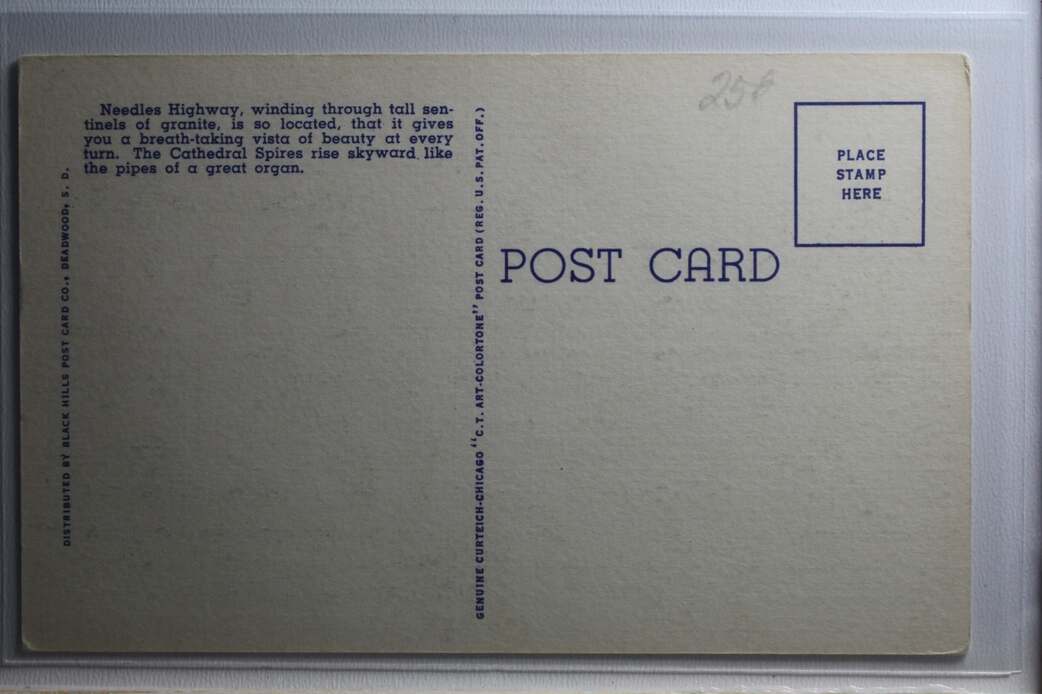 25¢
Needles Highway, winding through tall sen-
tinels of granite, is so located, that it gives
you a breath-taking vista of beauty at every
turn. The Cathedral Spires rise skyward like
the pipes of a great organ.
DISTRIBUTED BY BLACK HILLS POST CARD CO., DEADWOOD, S. D.
GENUINE CURTEICH-CHICAGO "C.T. ART-COLORTONE" POST CARD (REG. U.S. PAT. OFF.)
POST CARD
PLACE
STAMP
HERE